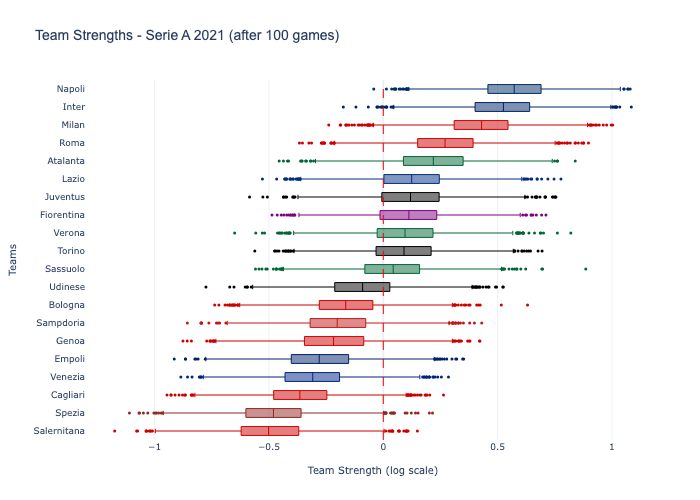 Team Strengths - Serie A 2021 (after 100 games)
Napoli
Inter
Milan
Roma
Atalanta
Lazio
Juventus
Fiorentina
Verona
Torino
Sassuolo
Udinese
Bologna
Sampdoria
Genoa
Empoli
Venezia
Cagliari
Spezia
Salernitana
Teams
−1
−0.5
0
0.5
1
Team Strength (log scale)